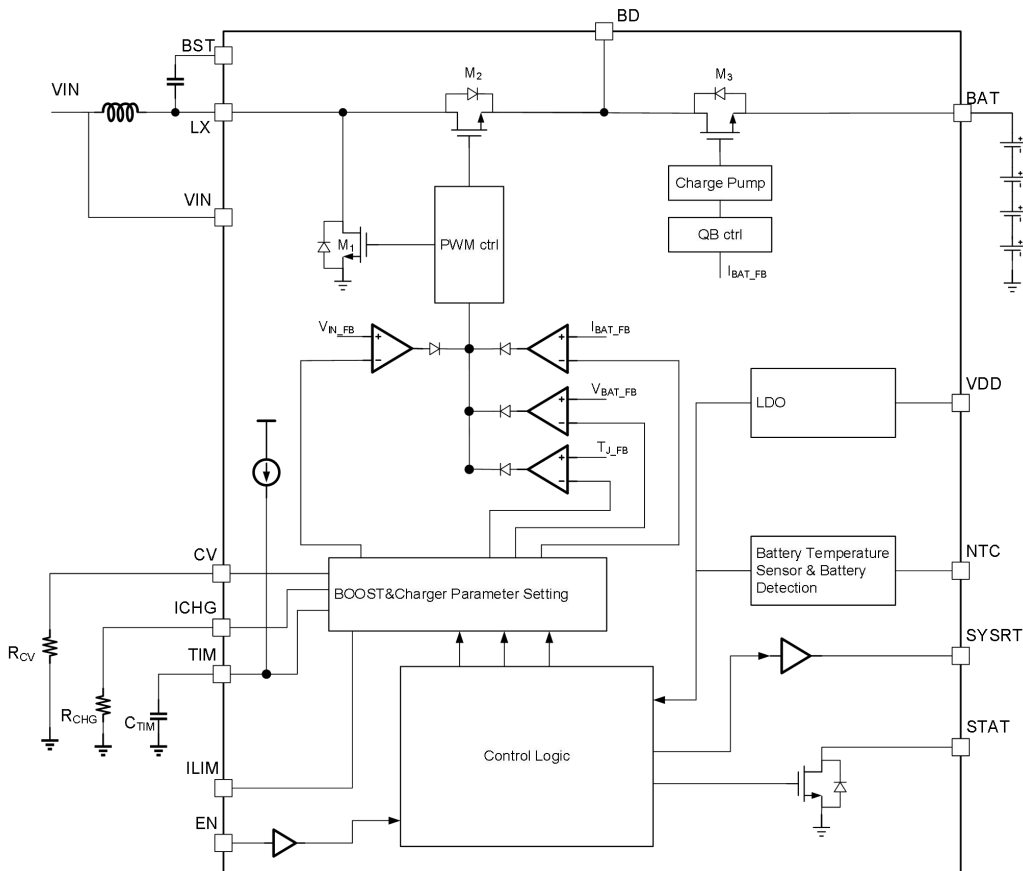 BD
BST
VIN
M2
M3
BAT
LX
Charge Pump
VIN
PWM ctrl
QB ctrl
M1
IBAT_FB
VIN_FB
+
-
IBAT_FB
+
-
VBAT_FB
+
-
LDO
VDD
TJ_FB
+
-
CV
BOOST&Charger Parameter Setting
Battery Temperature
Sensor & Battery
Detection
NTC
ICHG
RCV
TIM
SYSRT
RCHG
CTIM
STAT
Control Logic
ILIM
EN
+
-
+
-
+
-
+
-